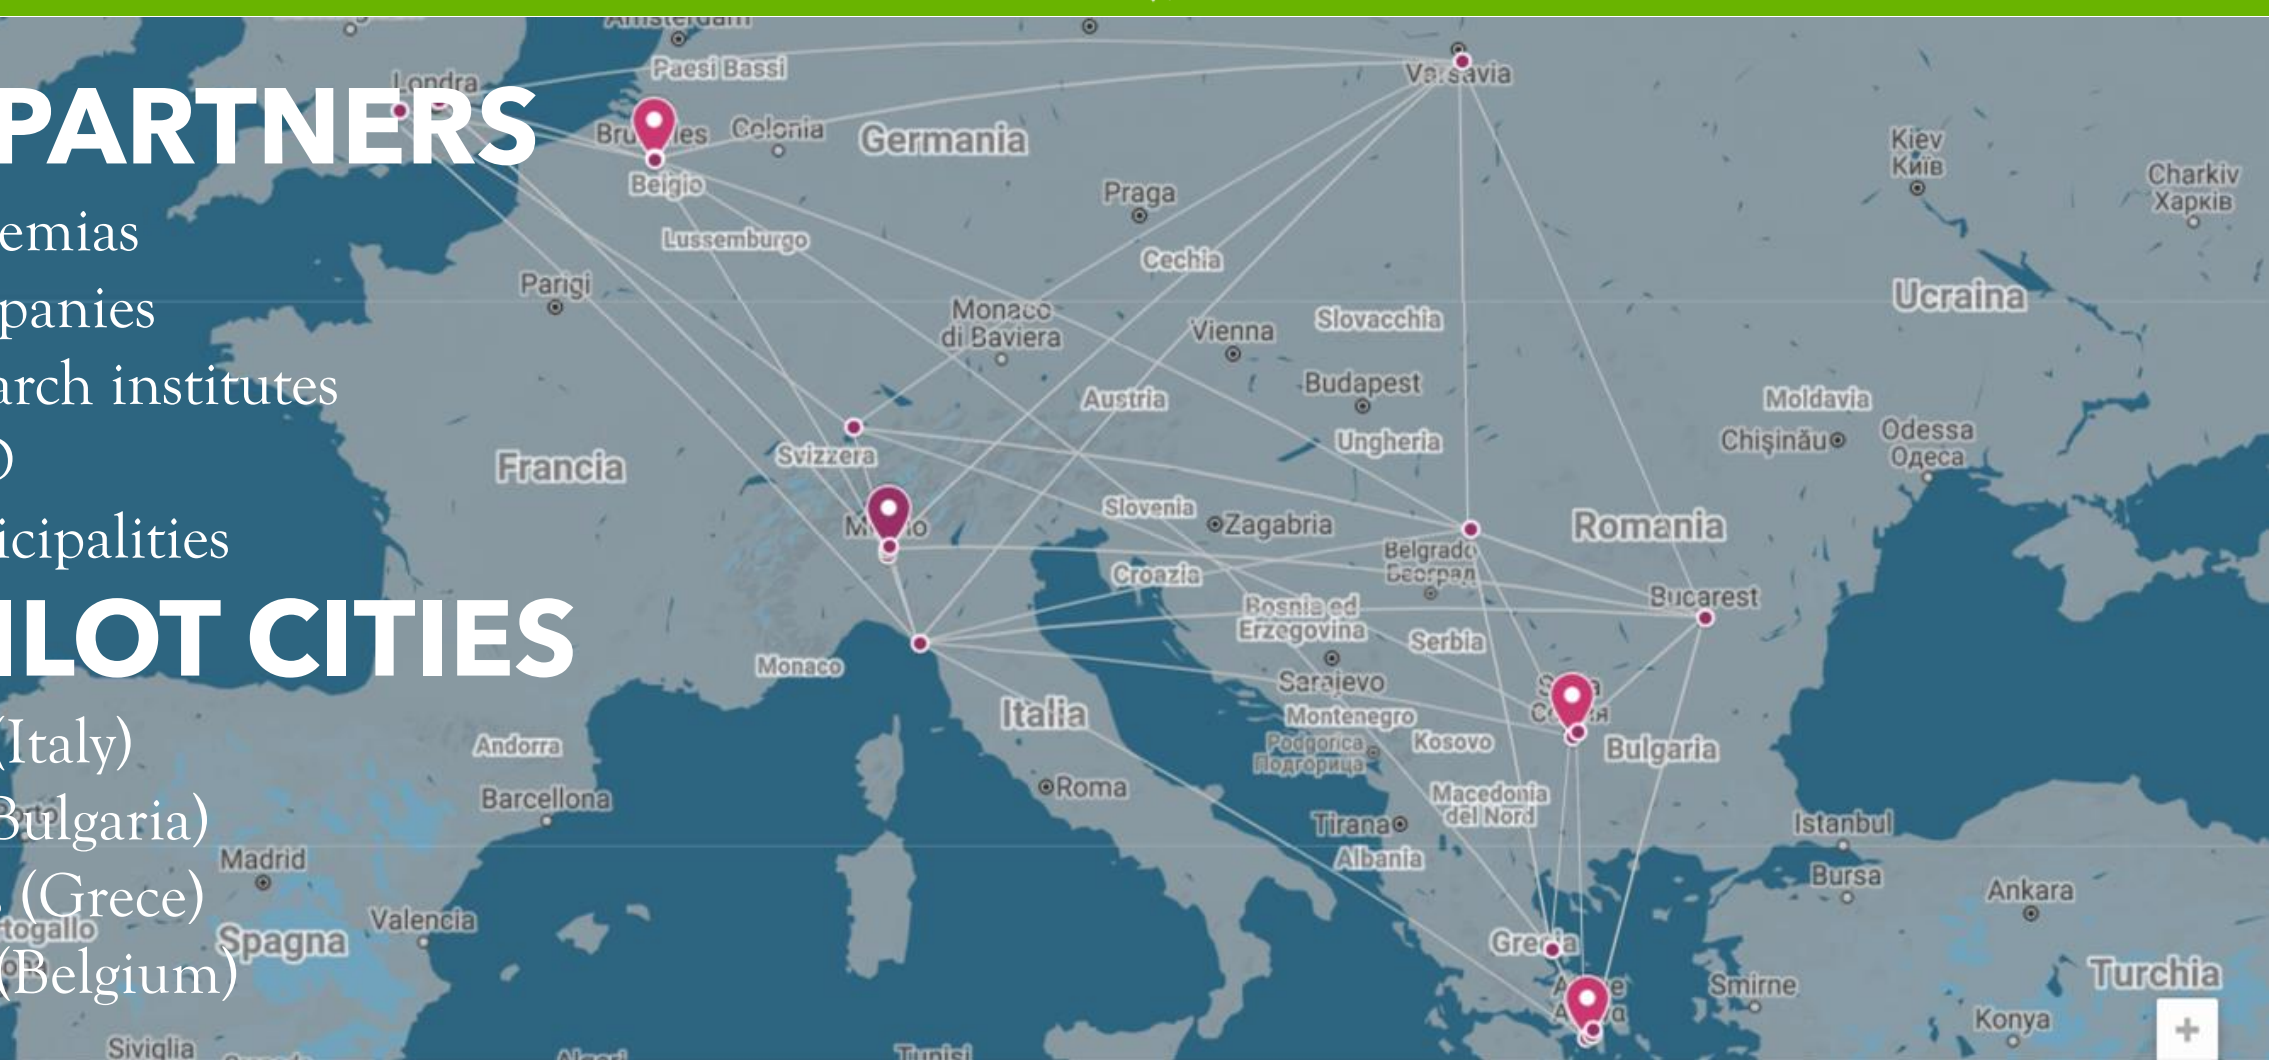 PARTNERS
emias
panies
arch institutes
icipalities
ILOT CITIES
(Italy)
Bulgaria)
(Grece)
(Belgium)
Londra
Amsterdam
Paesi Bassi
Colonia
Belgio
Germania
Varsavia
Kiev
Київ
Charkiv
Харків
Praga
Cechia
Lussemburgo
Parigi
Monaco
di Baviera
Vienna
Slovacchia
Ucraina
Budapest
Austria
Ungheria
Moldavia
Chișinău
Odessa
Одеса
Francia
Svizzera
Slovenia
Zagabria
Romania
Belgrado
Београд
Croazia
Bucarest
Bosnia ed
Erzegovina
Serbia
Monaco
Sarajevo
Italia
Montenegro
Kosovo
Podgorica
Подгорица
Bulgaria
Andorra
Barcellona
Roma
Macedonia
del Nord
Tirana
Istanbul
Albania
Madrid
Bursa
Ankara
Valencia
Spagna
togallo
Grecia
Smirne
Turchia
Konya
Siviglia
Tunisi
+